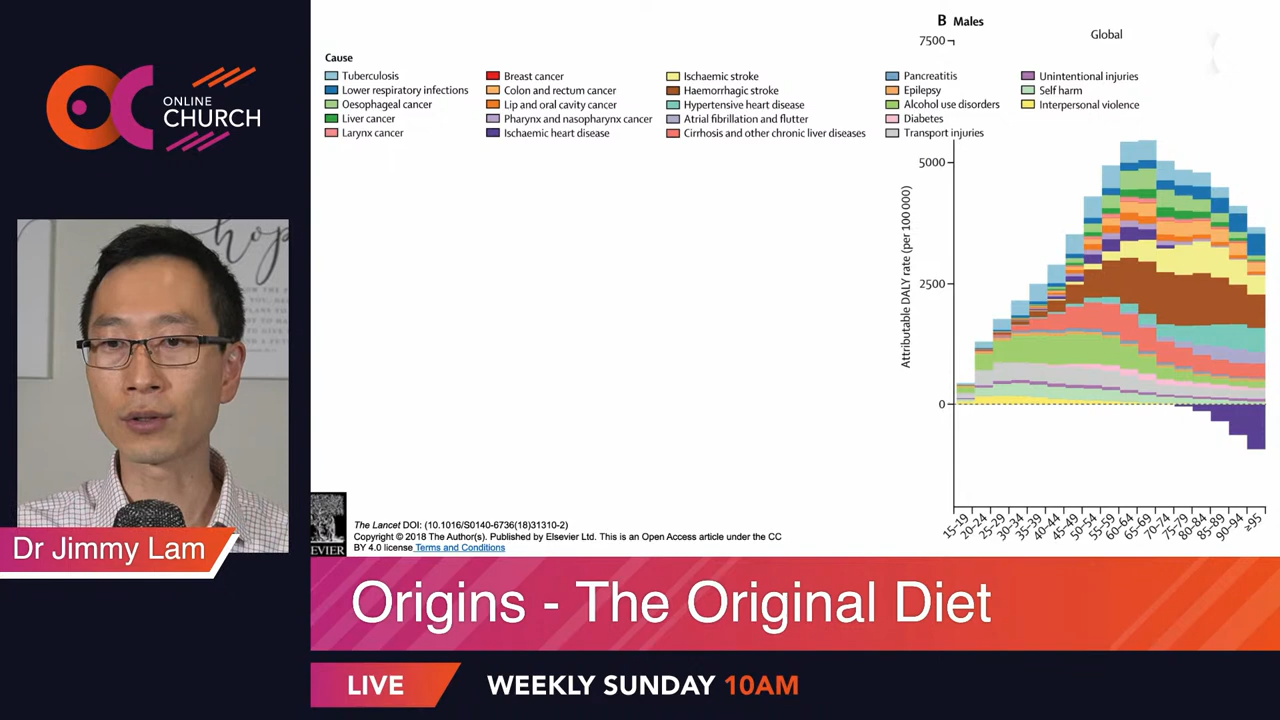 ONLINE
CHURCH
hope
Dr Jimmy Lam
B Males
Global
Cause
Tuberculosis
Lower respiratory infections
Oesophageal cancer
Liver cancer
Larynx cancer
Breast cancer
Colon and rectum cancer
Lip and oral cavity cancer
Pharynx and nasopharynx cancer
Ischaemic heart disease
Ischaemic stroke
Haemorrhagic stroke
Hypertensive heart disease
Atrial fibrillation and flutter
Cirrhosis and other chronic liver diseases
Pancreatitis
Epilepsy
Alcohol use disorders
Diabetes
Transport injuries
Unintentional injuries
Self harm
Interpersonal violence
Attributable DALY rate (per 100 000)
7500
5000
2500
0
15-19
20-24
25-29
30-34
35-39
40-44
45-49
50-54
55-59
60-64
65-69
70-74
75-79
80-84
85-89
90-94
≥95
EVIER
The Lancet DOI: (10.1016/S0140-6736(18)31310-2)
Copyright © 2018 The Author(s). Published by Elsevier Ltd. This is an Open Access article under the CC
BY 4.0 license Terms and Conditions
Origins - The Original Diet
LIVE
WEEKLY SUNDAY 10AM